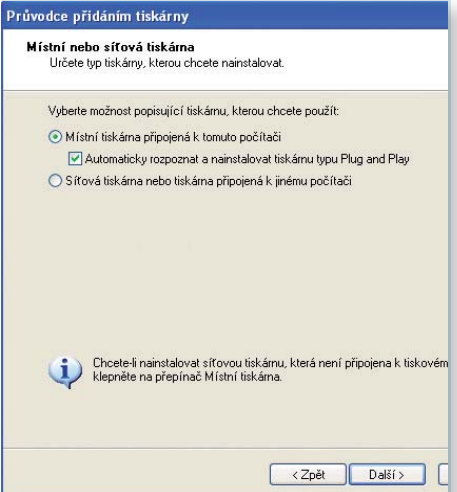 Průvodce přidáním tiskárny
Místní nebo síťová tiskárna
Určete typ tiskárny, kterou chcete nainstalovat.
Vyberte možnost popisující tiskárnu, kterou chcete použít:
Místní tiskárna připojená k tomuto počítači
Automaticky rozpoznat a nainstalovat tiskárnu typu Plug and Play
Síťová tiskárna nebo tiskárna připojená k jinému počítači
Chcete-li nainstalovat síťovou tiskárnu, která není připojena k tiskovém
klepněte na přepínač Místní tiskárna.
< Zpět Další >